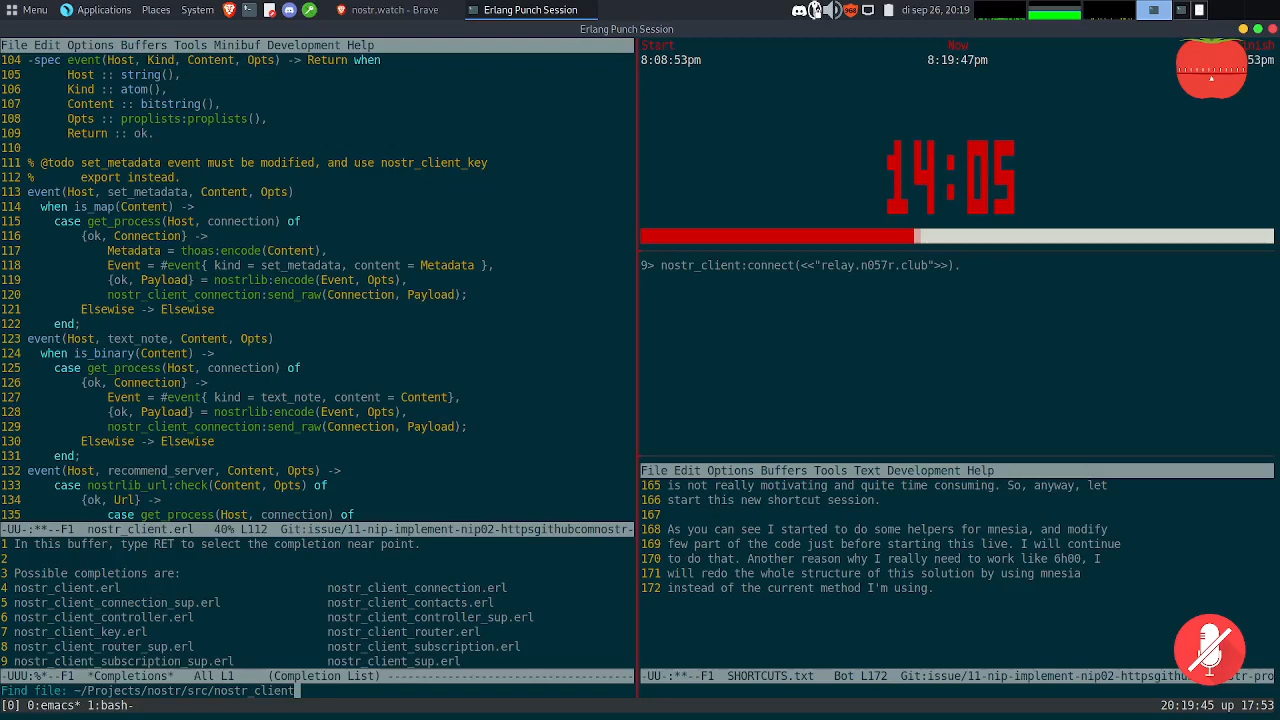 Menu Applications Places System nostr.watch - Brave Erlang Punch Session 068 di sep 26, 20:19
Erlang Punch Session
File Edit Options Buffers Tools Minibuf Development Help
104 -spec event(Host, Kind, Content, Opts) -> Return when
105 Host :: string(),
106 Kind :: atom(),
107 Content :: bitstring(),
108 Opts :: proplists:proplists(),
109 Return :: ok.
110
111 % @todo set_metadata event must be modified, and use nostr_client_key
112 % export instead.
113 event(Host, set_metadata, Content, Opts)
114 when is_map(Content) ->
115 case get_process(Host, connection) of
116 {ok, Connection} ->
117 Metadata = thoas:encode(Content),
118 Event = #event{ kind = set_metadata, content = Metadata },
119 {ok, Payload} = nostrlib:encode(Event, Opts),
120 nostr_client_connection:send_raw(Connection, Payload);
121 Elsewise -> Elsewise
122 end;
123 event(Host, text_note, Content, Opts)
124 when is_binary(Content) ->
125 case get_process(Host, connection) of
126 {ok, Connection} ->
127 Event = #event{ kind = text_note, content = Content},
128 {ok, Payload} = nostrlib:encode(Event, Opts),
129 nostr_client_connection:send_raw(Connection, Payload);
130 Elsewise -> Elsewise
131 end;
132 event(Host, recommend_server, Content, Opts) ->
133 case nostrlib_url:check(Content, Opts) of
134 {ok, Url} ->
135 case get_process(Host, connection) of
-UU-:**--F1 nostr_client.erl 40% L112 Git:issue/11-nip-implement-nip02-httpsgithubcomnostr-
1 In this buffer, type RET to select the completion near point.
2
3 Possible completions are:
4 nostr_client.erl nostr_client_connection.erl
5 nostr_client_connection_sup.erl nostr_client_contacts.erl
6 nostr_client_controller.erl nostr_client_controller_sup.erl
7 nostr_client_key.erl nostr_client_router.erl
8 nostr_client_router_sup.erl nostr_client_subscription.erl
9 nostr_client_subscription_sup.erl nostr_client_sup.erl
-UUU:%*--F1 *Completions* All L1 (Completion List) ------------------------------------
Find file: ~/Projects/nostr/src/nostr_client
Start Now nish
8:08:53pm 8:19:47pm 53pm
14:05
9> nostr_client:connect(<<"relay.n057r.club">>).
File Edit Options Buffers Tools Text Development Help
165 is not really motivating and quite time consuming. So, anyway, let
166 start this new shortcut session.
167
168 As you can see I started to do some helpers for mnesia, and modify
169 few part of the code just before starting this live. I will continue
170 to do that. Another reason why I really need to work like 6h00, I
171 will redo the whole structure of this solution by using mnesia
172 instead of the current method I'm using.
-UU-:**--F1 SHORTCUTS.txt Bot L172 Git:issue/11-nip-implement-nip02-httpsgithub -nostr-pro
[0] 0:emacs* 1:bash- 20:19:45 up 17:53